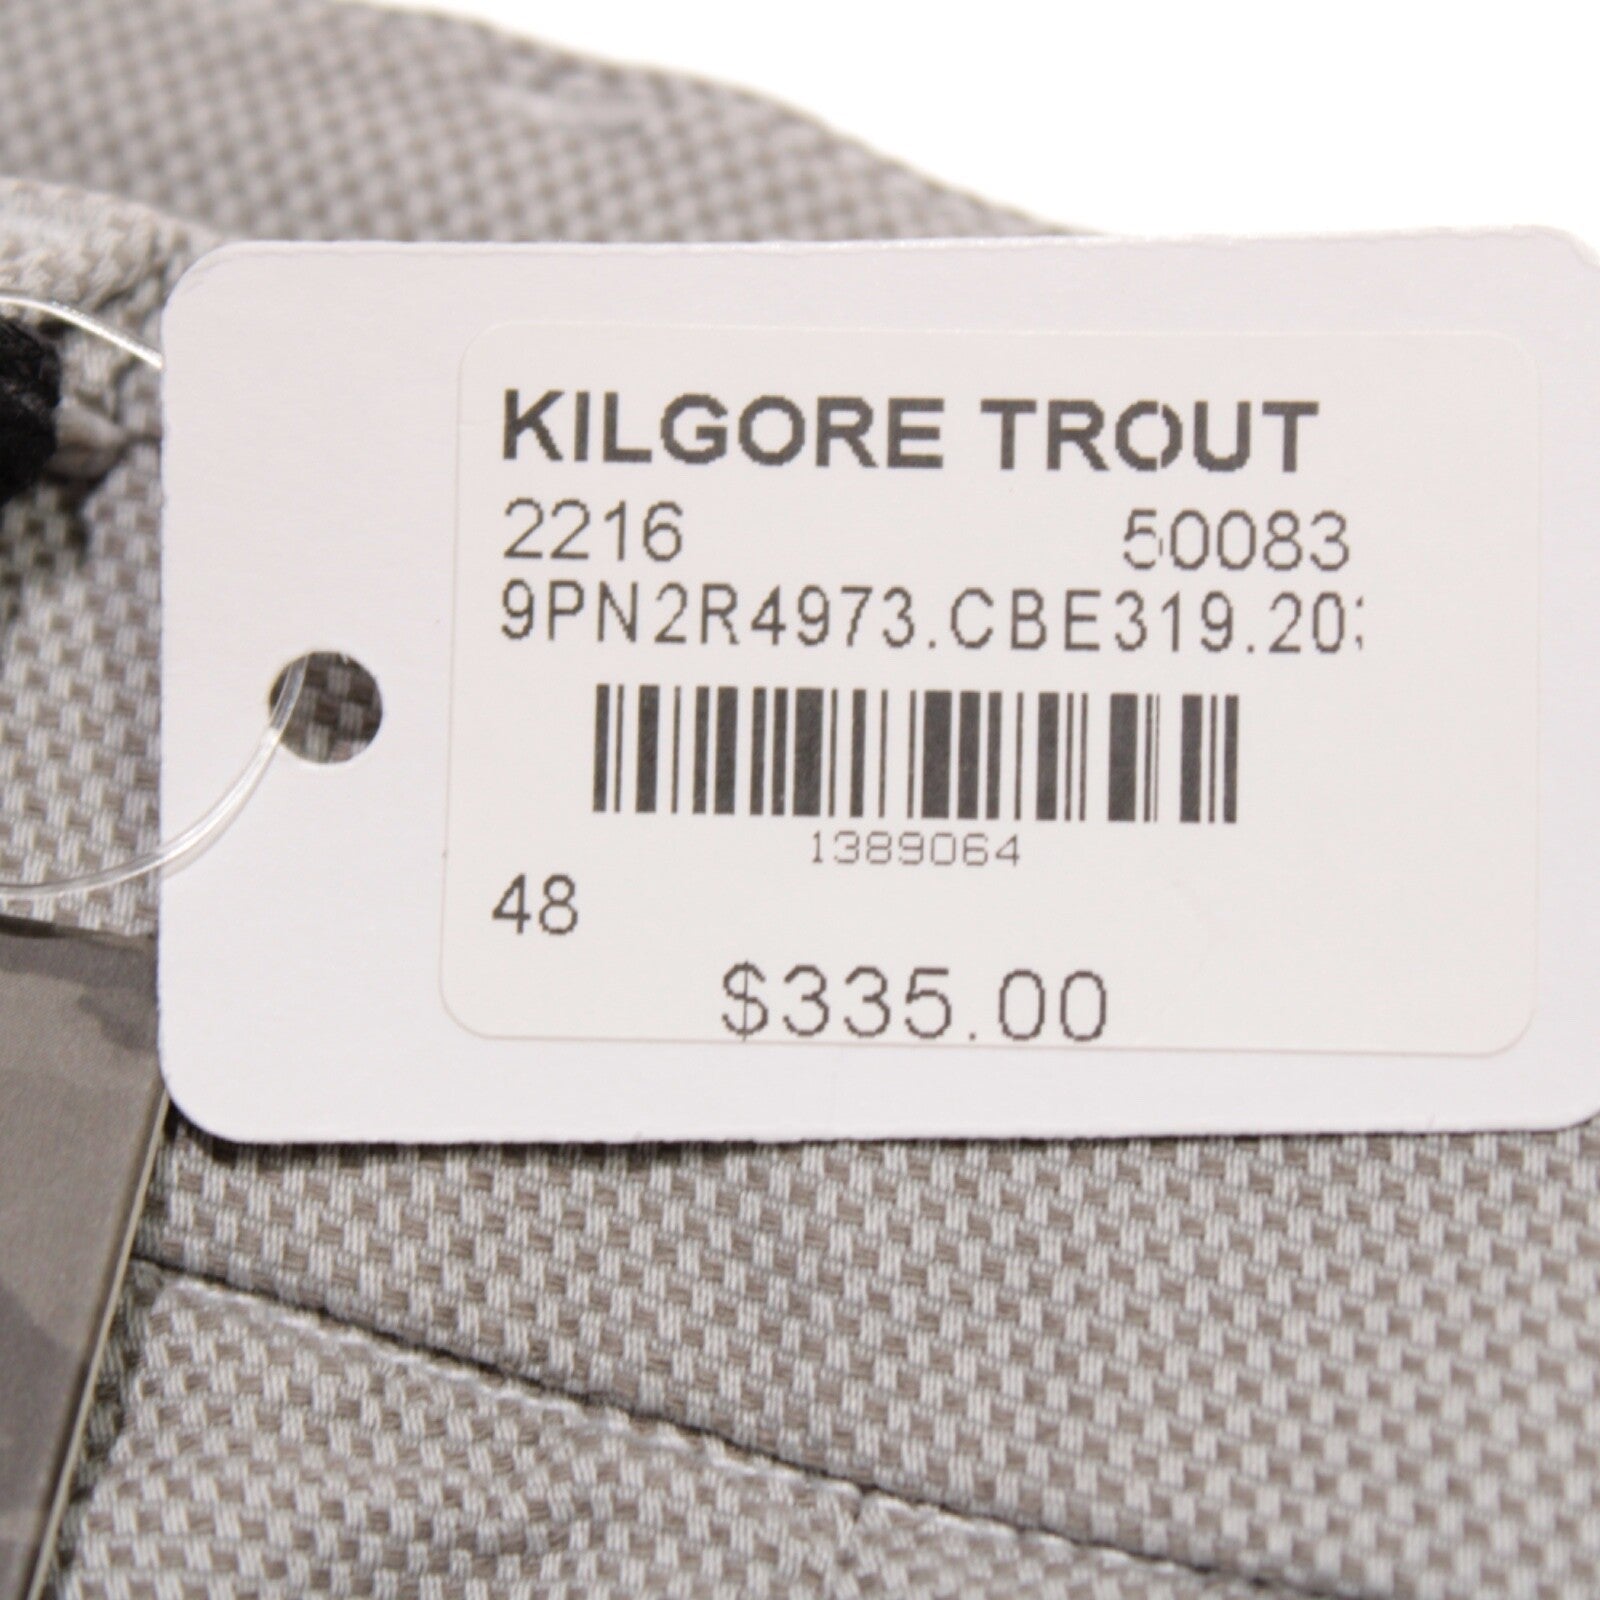 KILGORE TROUT
2216 50083
9PN2R4973.CBE319.20
1389064
48
$335.00